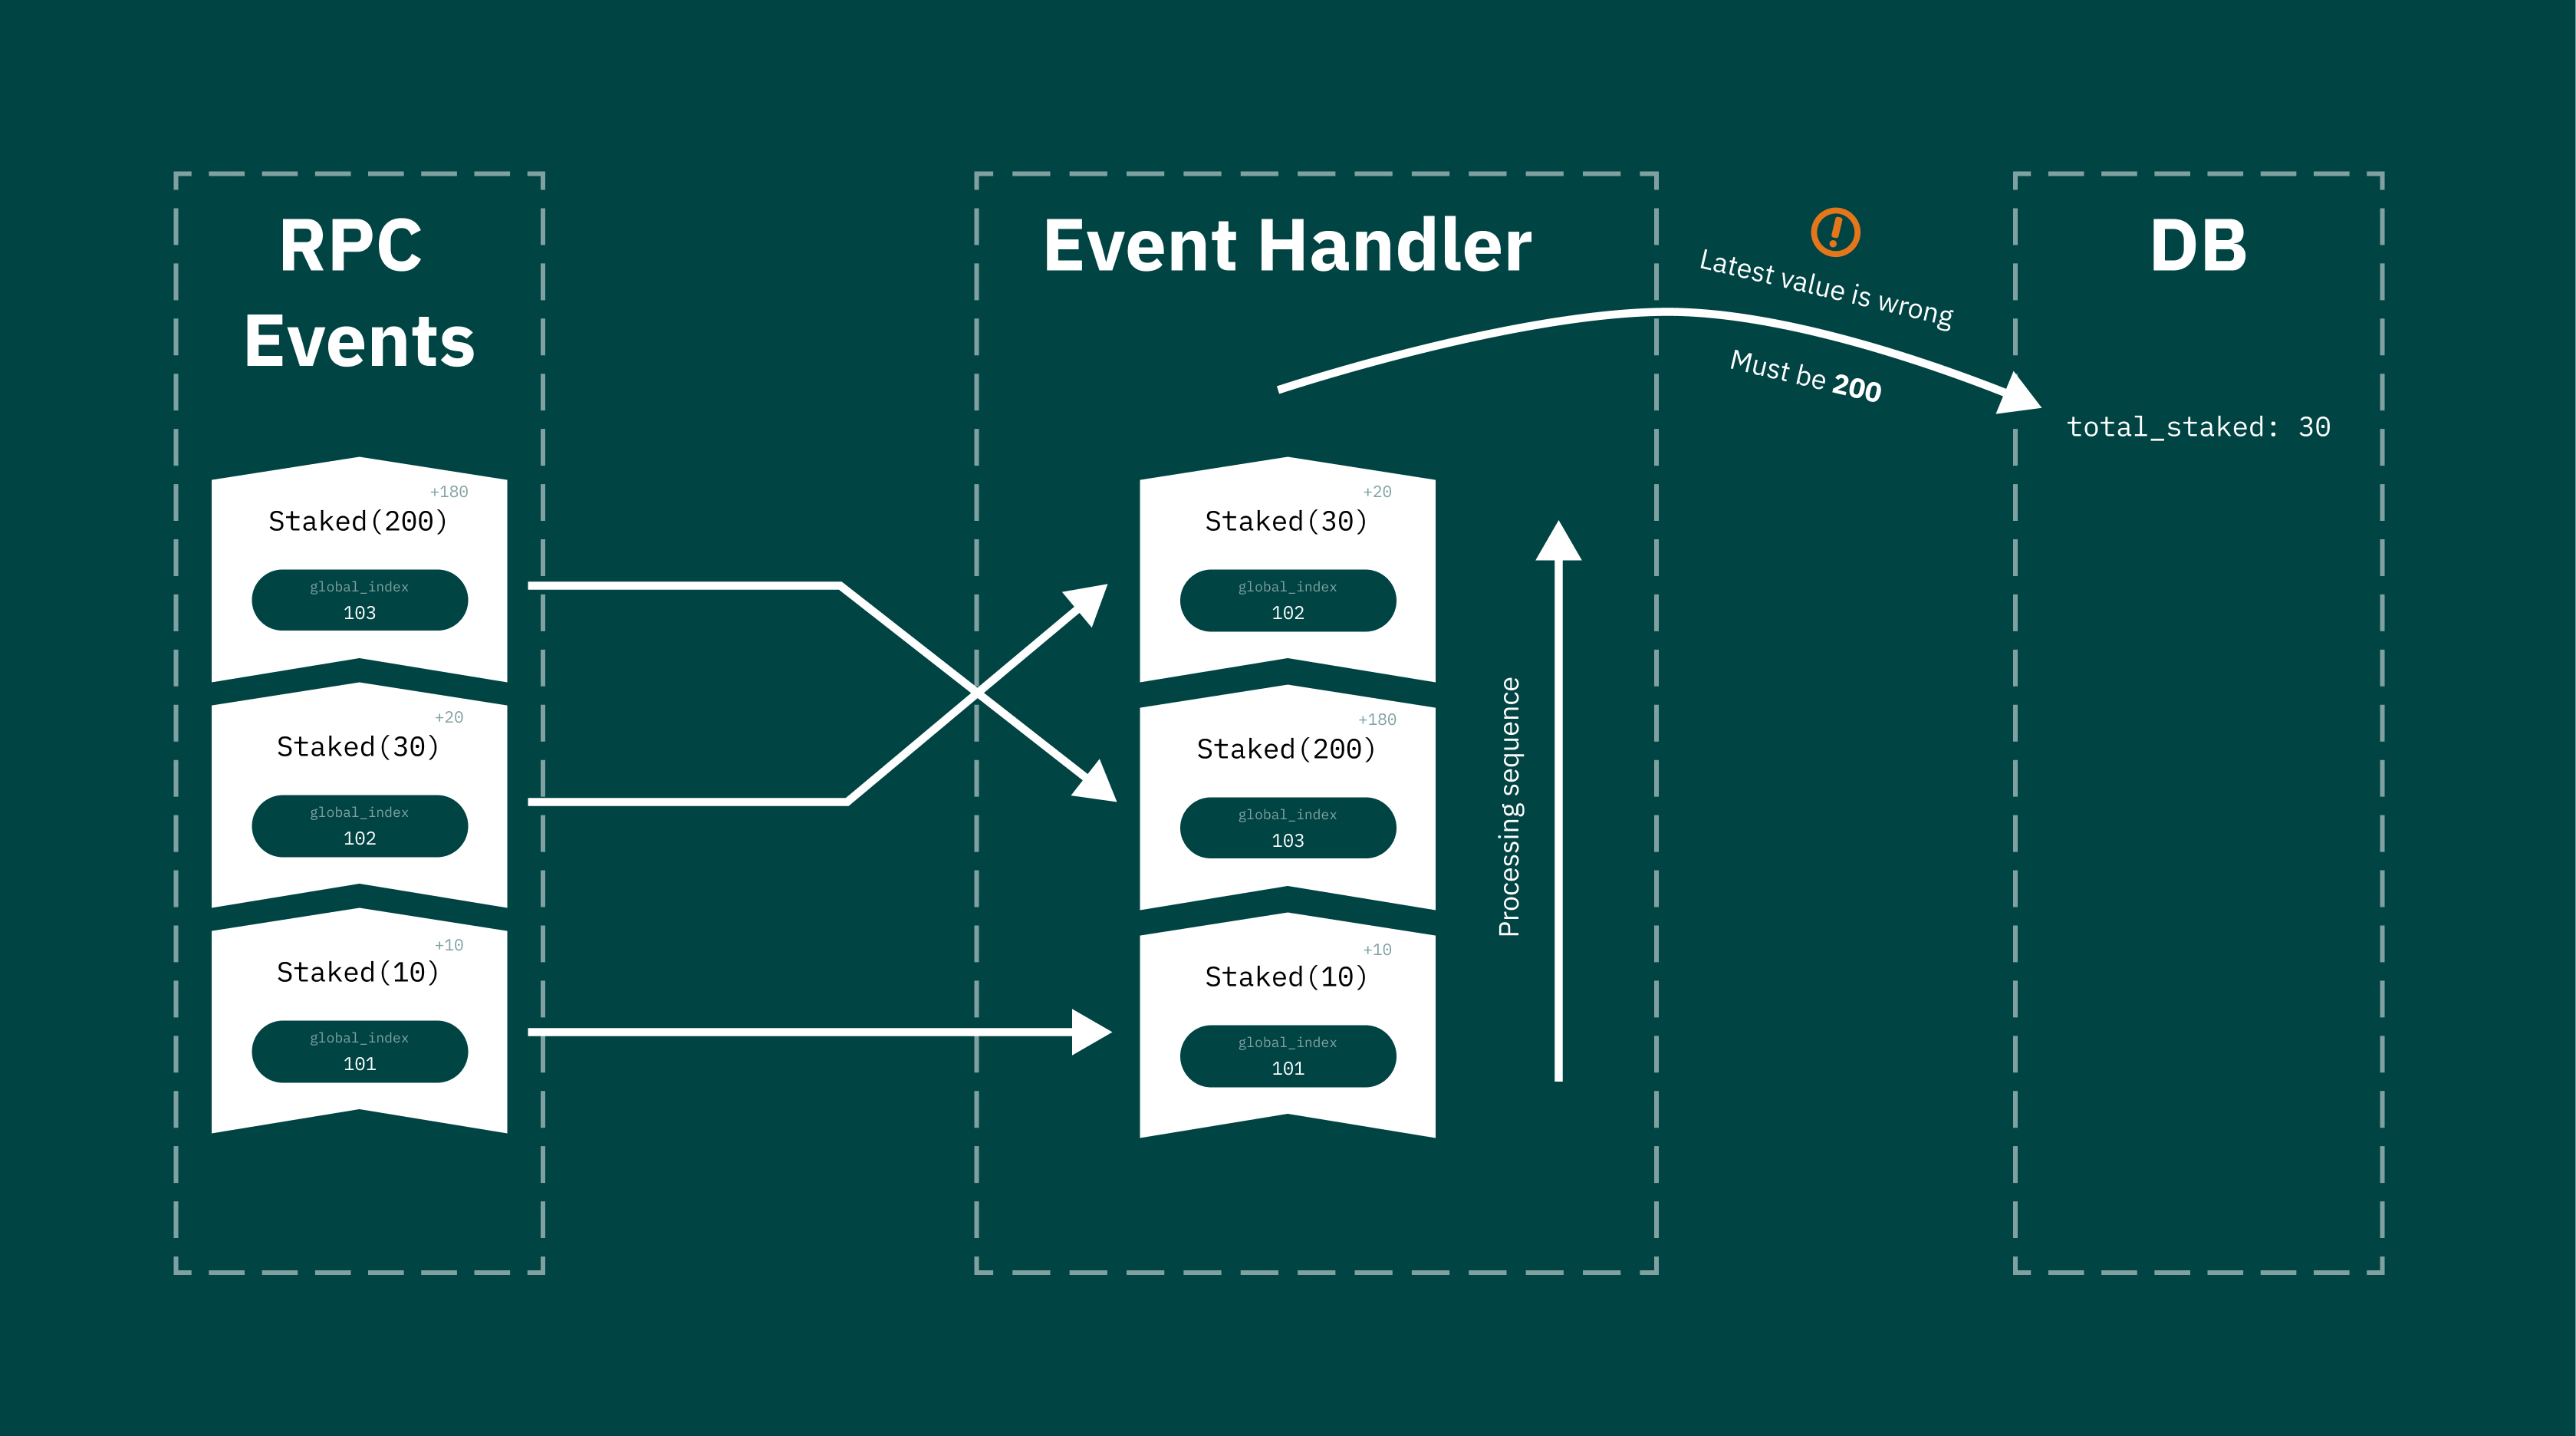 RPC
Events
+180
Staked(200)
global_index
103
+20
Staked(30)
global_index
102
+10
Staked(10)
global_index
101
Event Handler
+20
Staked(30)
global_index
102
+180
Staked(200)
global_index
103
+10
Staked(10)
global_index
101
Processing sequence
Latest value is wrong
Must be 200
DB
total_staked: 30